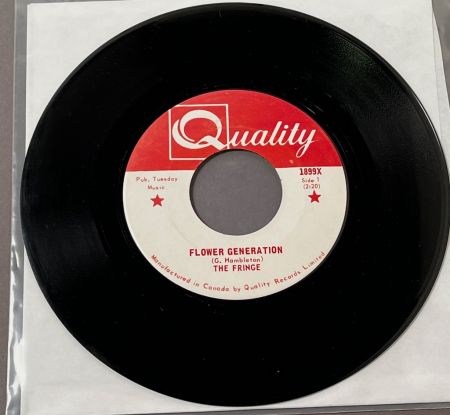 Quality
Pub. Tuesday
Music
1899X
Side 1
(2:20)
FLOWER GENERATION
(G. Hambleton)
THE FRINGE
Manufactured in Canada by Quality Records Limited